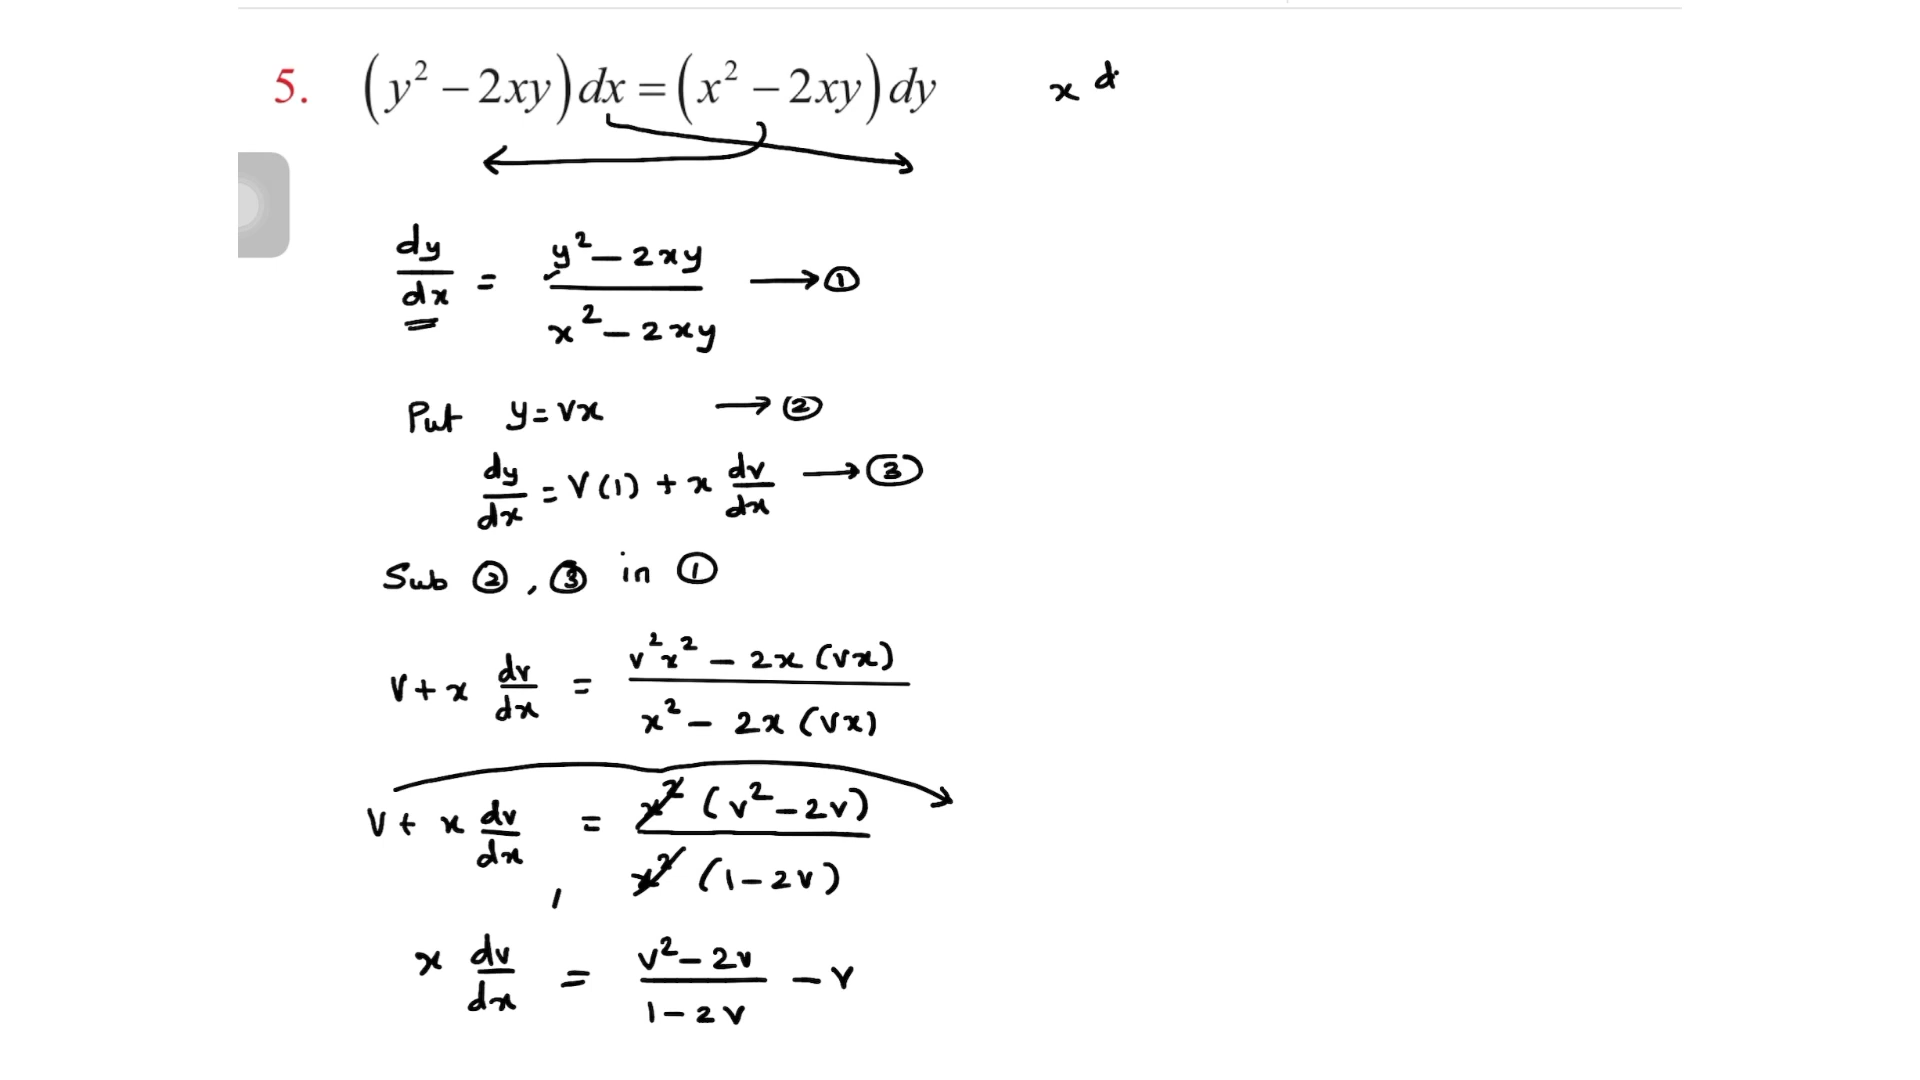 5. (y² − 2xy) dx = (x² − 2xy) dy
x d
dy/dx = (y² − 2xy)/(x² − 2xy) → ①
Put y = vx → ②
dy/dx = v(1) + x dv/dx → ③
Sub ②, ③ in ①
v + x dv/dx = (v²x² − 2x(vx))/(x² − 2x(vx))
v + x dv/dx = x²(v² − 2v)/x²(1 − 2v)
x dv/dx = (v² − 2v)/(1 − 2v) − v